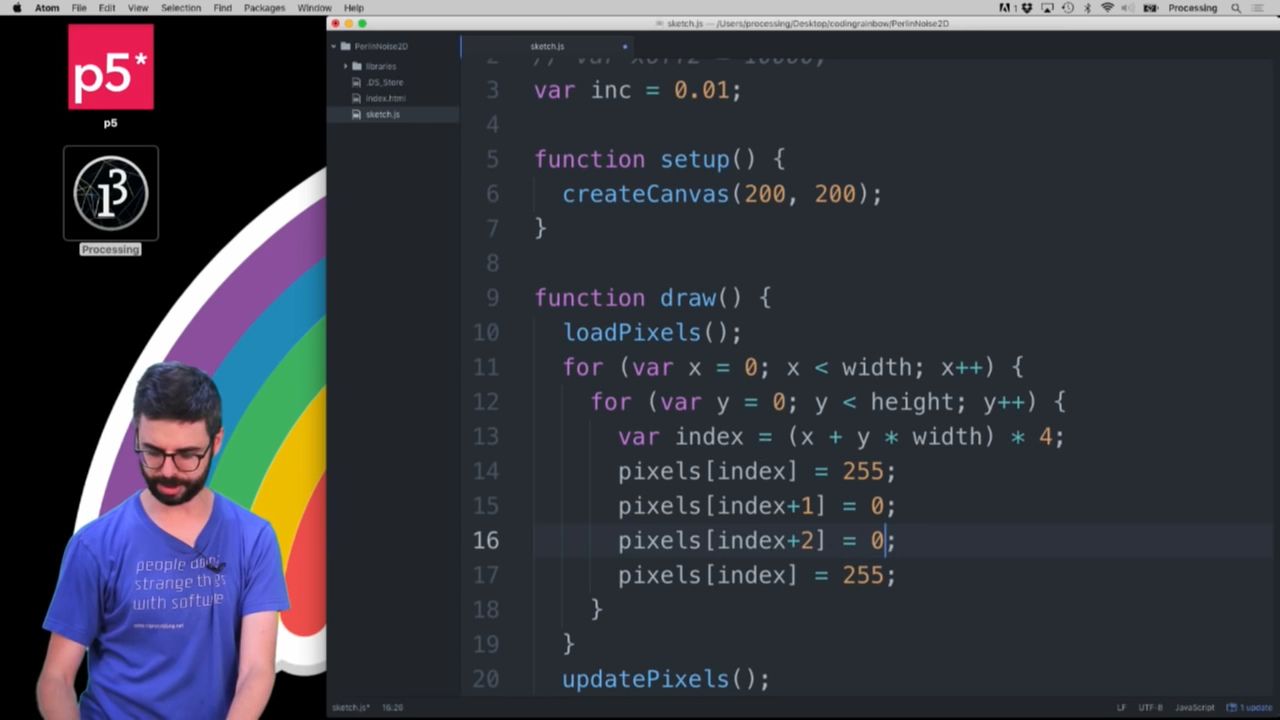 Atom File Edit View Selection Find Packages Window Help
1 Processing
sketch.js — /Users/processing/Desktop/codingrainbow/PerlinNoise2D
p5*
p5
Processing
PerlinNoise2D
libraries
.DS_Store
index.html
sketch.js
sketch.js
3 var inc = 0.01;
4
5 function setup() {
6 createCanvas(200, 200);
7 }
8
9 function draw() {
10 loadPixels();
11 for (var x = 0; x < width; x++) {
12 for (var y = 0; y < height; y++) {
13 var index = (x + y * width) * 4;
14 pixels[index] = 255;
15 pixels[index+1] = 0;
16 pixels[index+2] = 0;
17 pixels[index] = 255;
18 }
19 }
20 updatePixels();
people doing
strange things
with software
sketch.js* 16:28 LF UTF-8 JavaScript 1 update